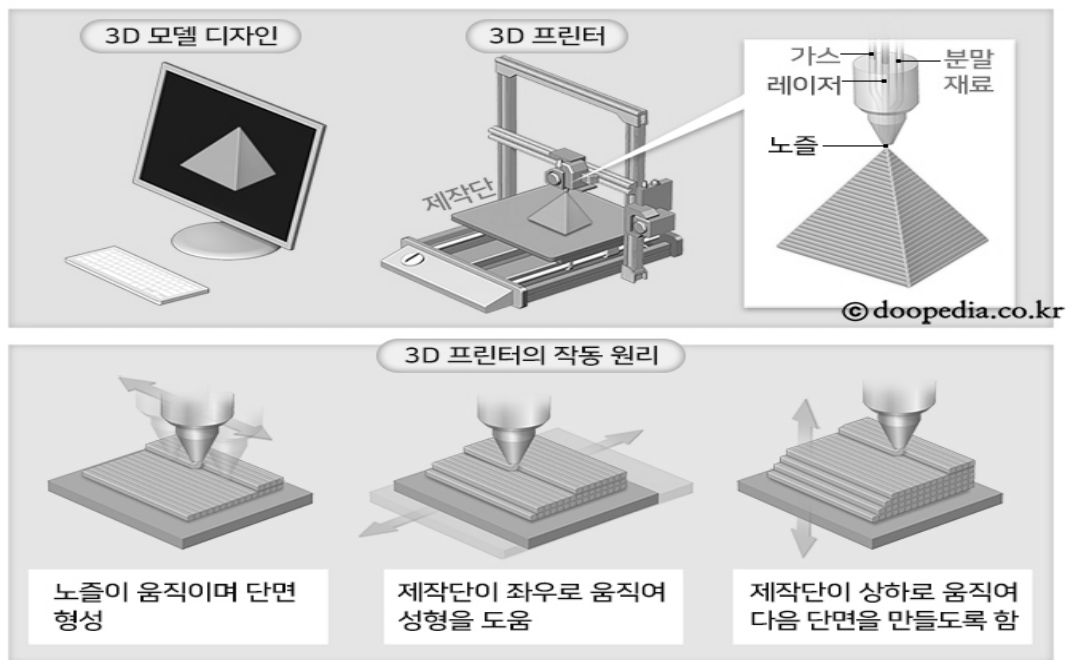 3D 모델 디자인
3D 프린터
가스
레이저
분말
재료
노즐
제작단
©doopedia.co.kr
3D 프린터의 작동 원리
노즐이 움직이며 단면
형성
제작단이 좌우로 움직여
성형을 도움
제작단이 상하로 움직여
다음 단면을 만들도록 함